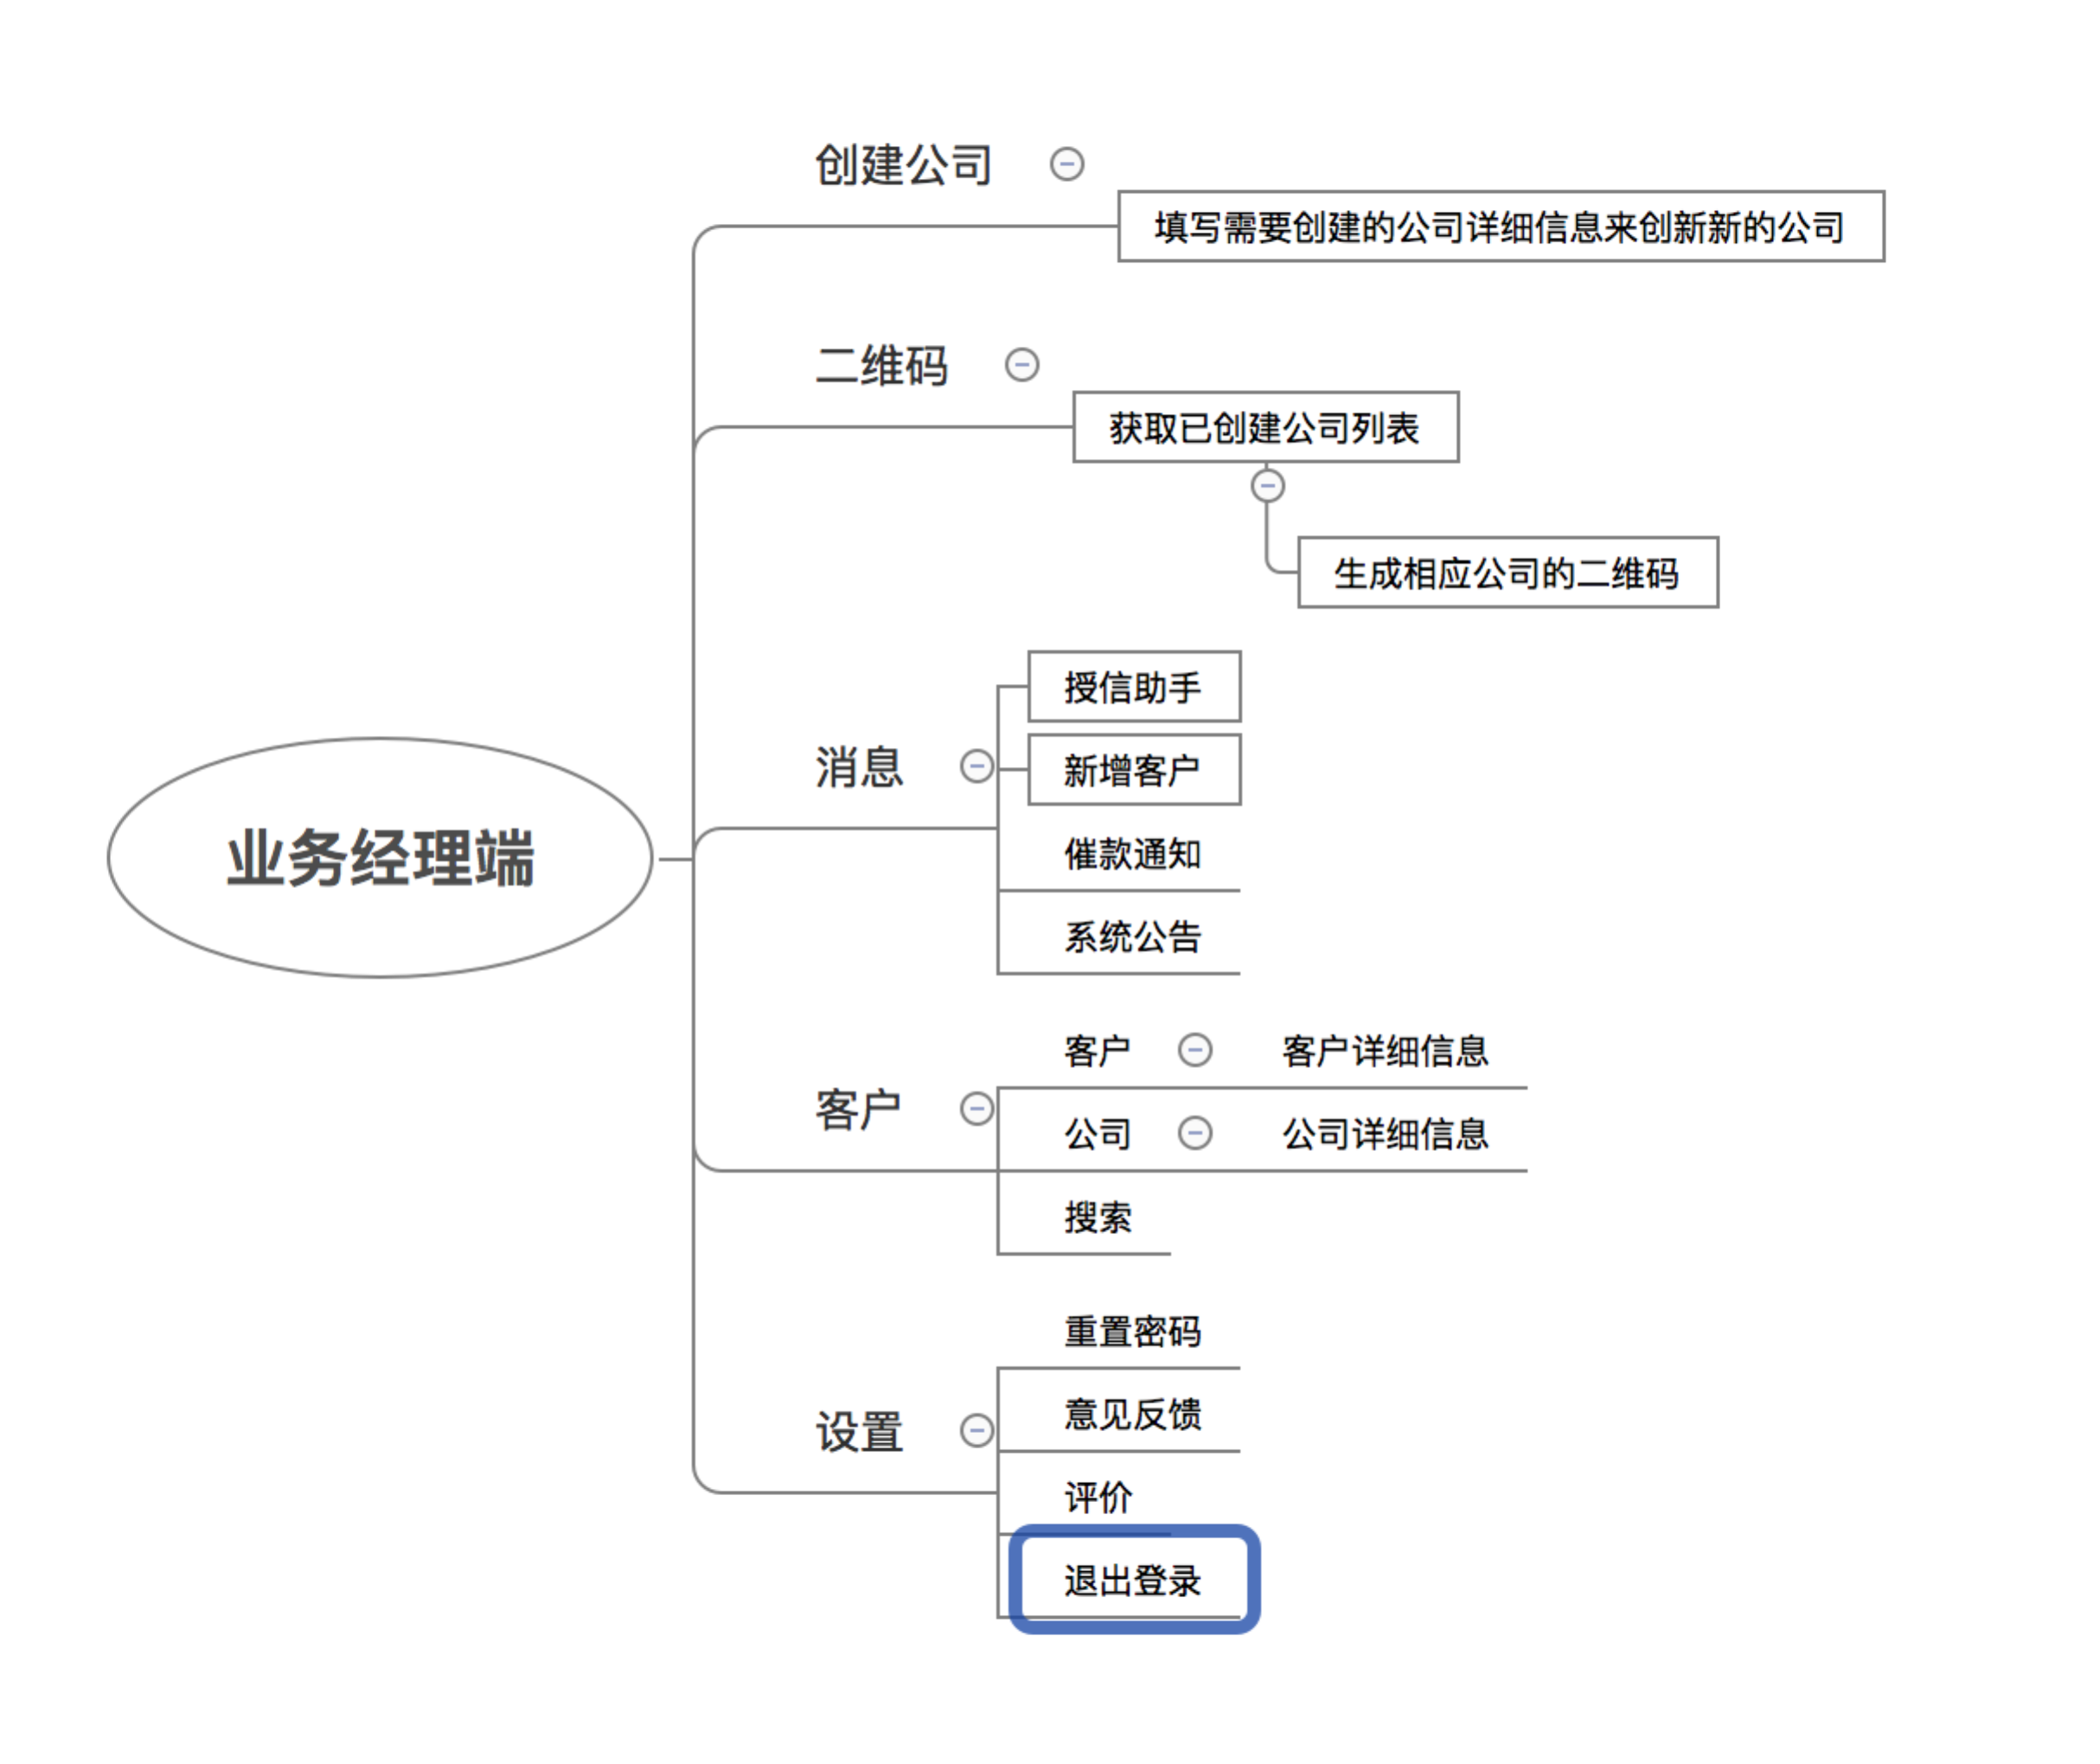 创建公司
填写需要创建的公司详细信息来创新新的公司
二维码
获取已创建公司列表
生成相应公司的二维码
业务经理端
消息
授信助手
新增客户
催款通知
系统公告
客户
客户 客户详细信息
公司 公司详细信息
搜索
设置
重置密码
意见反馈
评价
退出登录